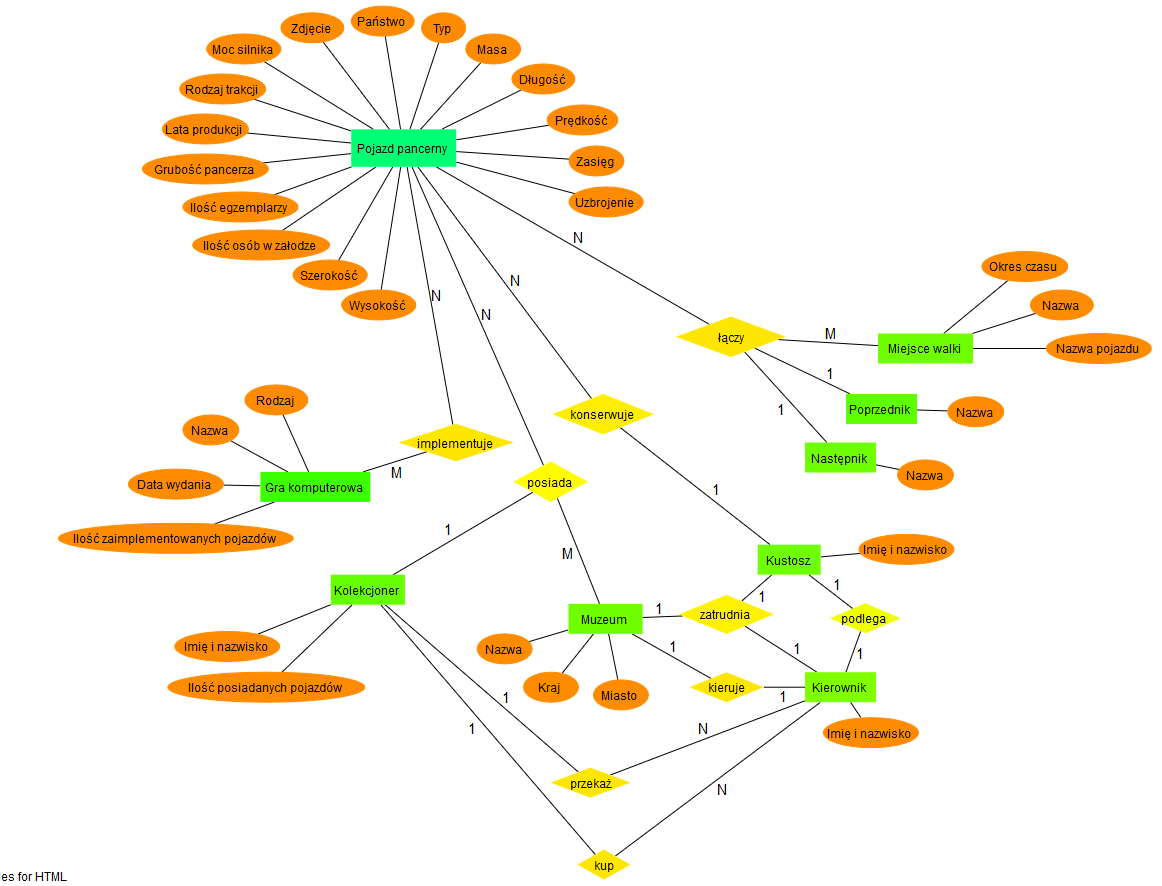 Państwo
Zdjęcie
Typ
Moc silnika
Masa
Długość
Rodzaj trakcji
Prędkość
Lata produkcji
Pojazd pancerny
Zasięg
Grubość pancerza
Uzbrojenie
Ilość egzemplarzy
Ilość osób w załodze
Szerokość
Wysokość
N
N
N
N
Okres czasu
Nazwa
łączy
M
Miejsce walki
Nazwa pojazdu
1
1
Poprzednik
Nazwa
Następnik
Nazwa
konserwuje
implementuje
M
Rodzaj
Nazwa
Data wydania
Gra komputerowa
Ilość zaimplementowanych pojazdów
posiada
1
M
1
Kustosz
Imię i nazwisko
Kolekcjoner
Imię i nazwisko
Ilość posiadanych pojazdów
Muzeum
Nazwa
Kraj
Miasto
1
zatrudnia
1
1
1
podlega
1
1
kieruje
1
Kierownik
Imię i nazwisko
1
N
przekaż
1
N
kup
les for HTML